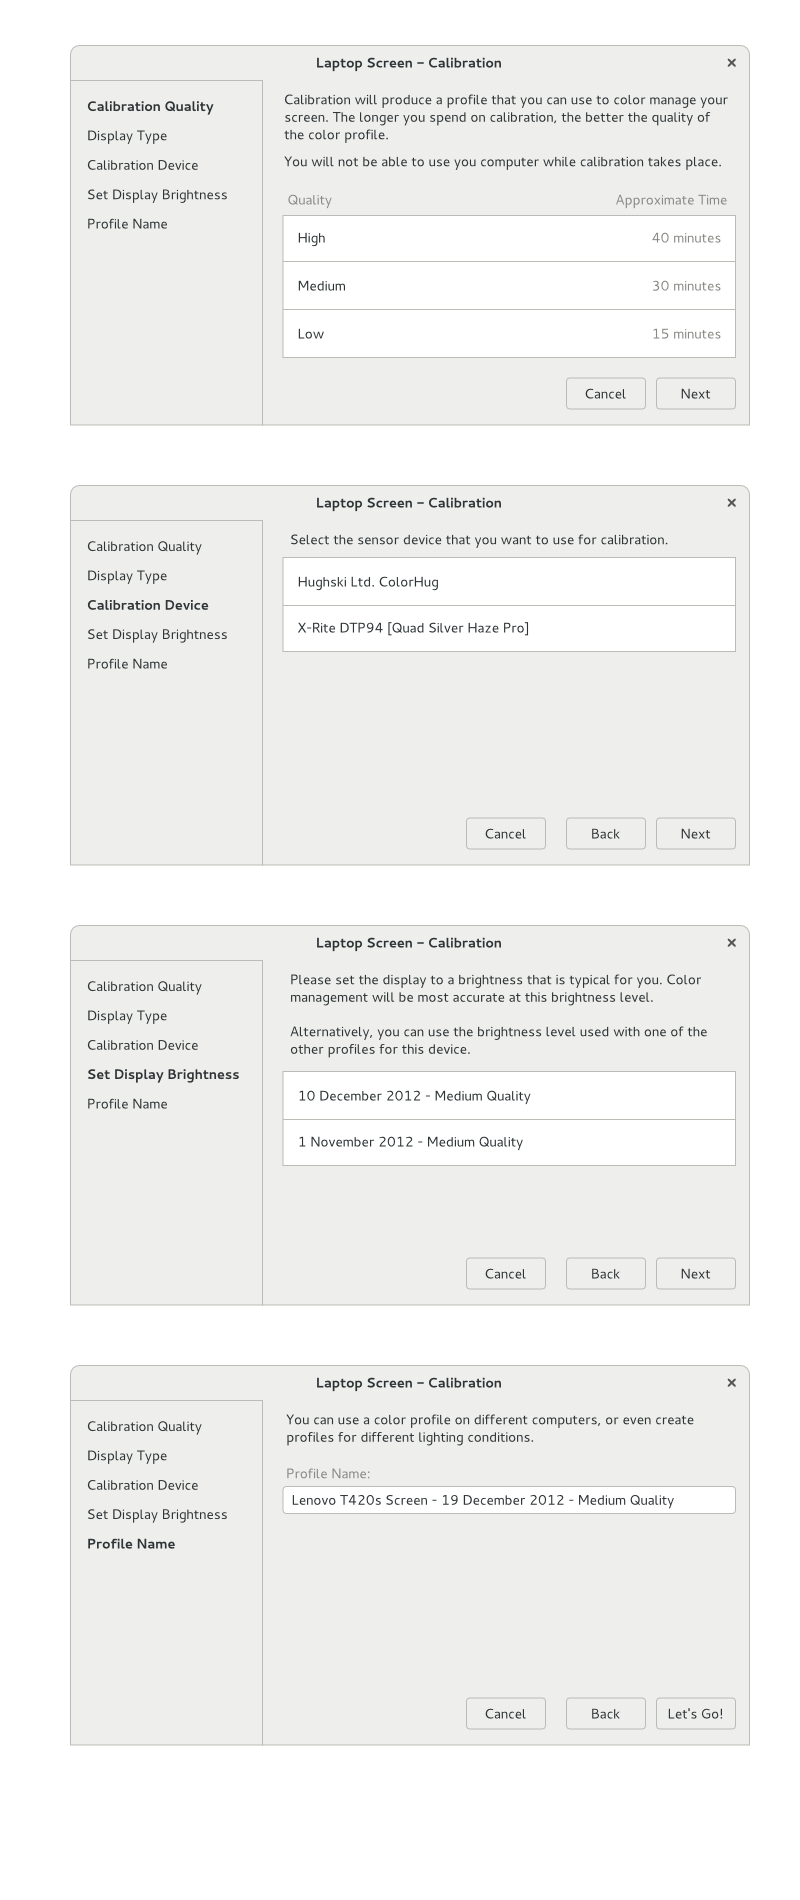 Laptop Screen – Calibration ×
Calibration Quality
Display Type
Calibration Device
Set Display Brightness
Profile Name
Calibration will produce a profile that you can use to color manage your
screen. The longer you spend on calibration, the better the quality of
the color profile.
You will not be able to use you computer while calibration takes place.
Quality Approximate Time
High 40 minutes
Medium 30 minutes
Low 15 minutes
Cancel Next
Laptop Screen – Calibration ×
Calibration Quality
Display Type
Calibration Device
Set Display Brightness
Profile Name
Select the sensor device that you want to use for calibration.
Hughski Ltd. ColorHug
X-Rite DTP94 [Quad Silver Haze Pro]
Cancel Back Next
Laptop Screen – Calibration ×
Calibration Quality
Display Type
Calibration Device
Set Display Brightness
Profile Name
Please set the display to a brightness that is typical for you. Color
management will be most accurate at this brightness level.
Alternatively, you can use the brightness level used with one of the
other profiles for this device.
10 December 2012 - Medium Quality
1 November 2012 - Medium Quality
Cancel Back Next
Laptop Screen – Calibration ×
Calibration Quality
Display Type
Calibration Device
Set Display Brightness
Profile Name
You can use a color profile on different computers, or even create
profiles for different lighting conditions.
Profile Name:
Lenovo T420s Screen - 19 December 2012 - Medium Quality
Cancel Back Let's Go!